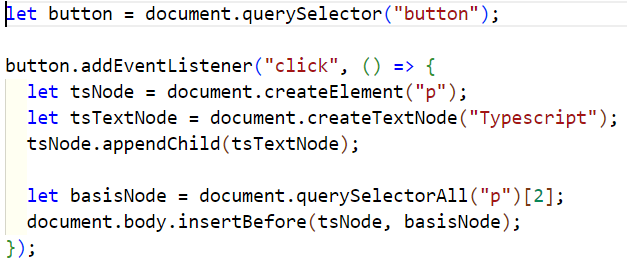 let button = document.querySelector("button");
button.addEventListener("click", () => {
let tsNode = document.createElement("p");
let tsTextNode = document.createTextNode("Typescript");
tsNode.appendChild(tsTextNode);
let basisNode = document.querySelectorAll("p")[2];
document.body.insertBefore(tsNode, basisNode);
});